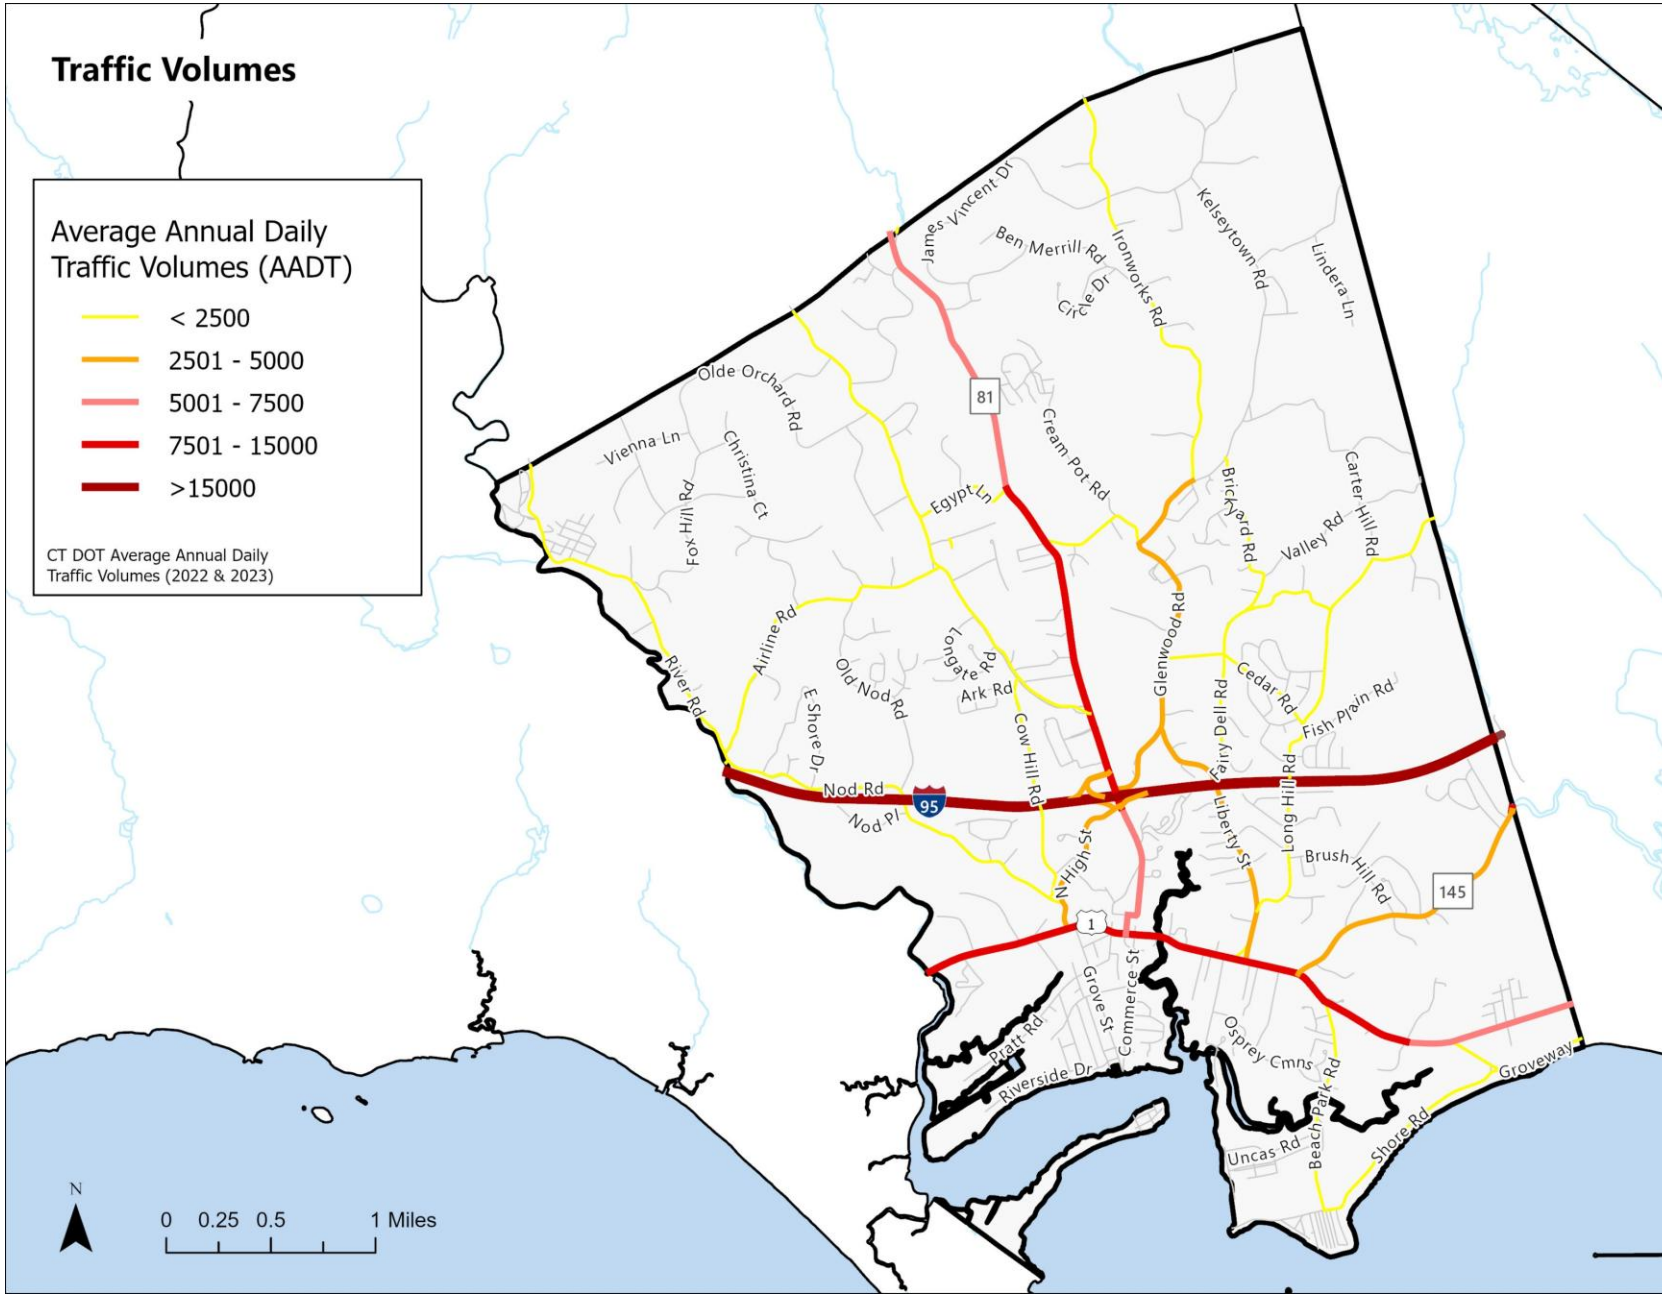 Traffic Volumes
Average Annual Daily
Traffic Volumes (AADT)
< 2500
2501 - 5000
5001 - 7500
7501 - 15000
>15000
CT DOT Average Annual Daily
Traffic Volumes (2022 & 2023)
James Vincent Dr
Ben Merrill Rd
Circle Dr
Ironworks Rd
Kelseytown Rd
Lindera Ln
Olde Orchard Rd
81
Vienna Ln
Christina Ct
Fox Hill Rd
Egypt Ln
Cream Pot Rd
Brickyard Rd
Valley Rd
Carter Hill Rd
Airline Rd
River Rd
Old Nod Rd
E Shore Dr
Longate Rd
Ark Rd
Cow Hill Rd
Glenwood Rd
Fairy Dell Rd
Cedar Rd
Fish Plain Rd
Long Hill Rd
Nod Rd
95
Nod Pl
N High St
Liberty St
Brush Hill Rd
145
1
Grove St
Commerce St
Pratt Rd
Riverside Dr
Osprey Cmns
Beach Park Rd
Groveway
Shore Rd
Uncas Rd
N
0 0.25 0.5 1 Miles